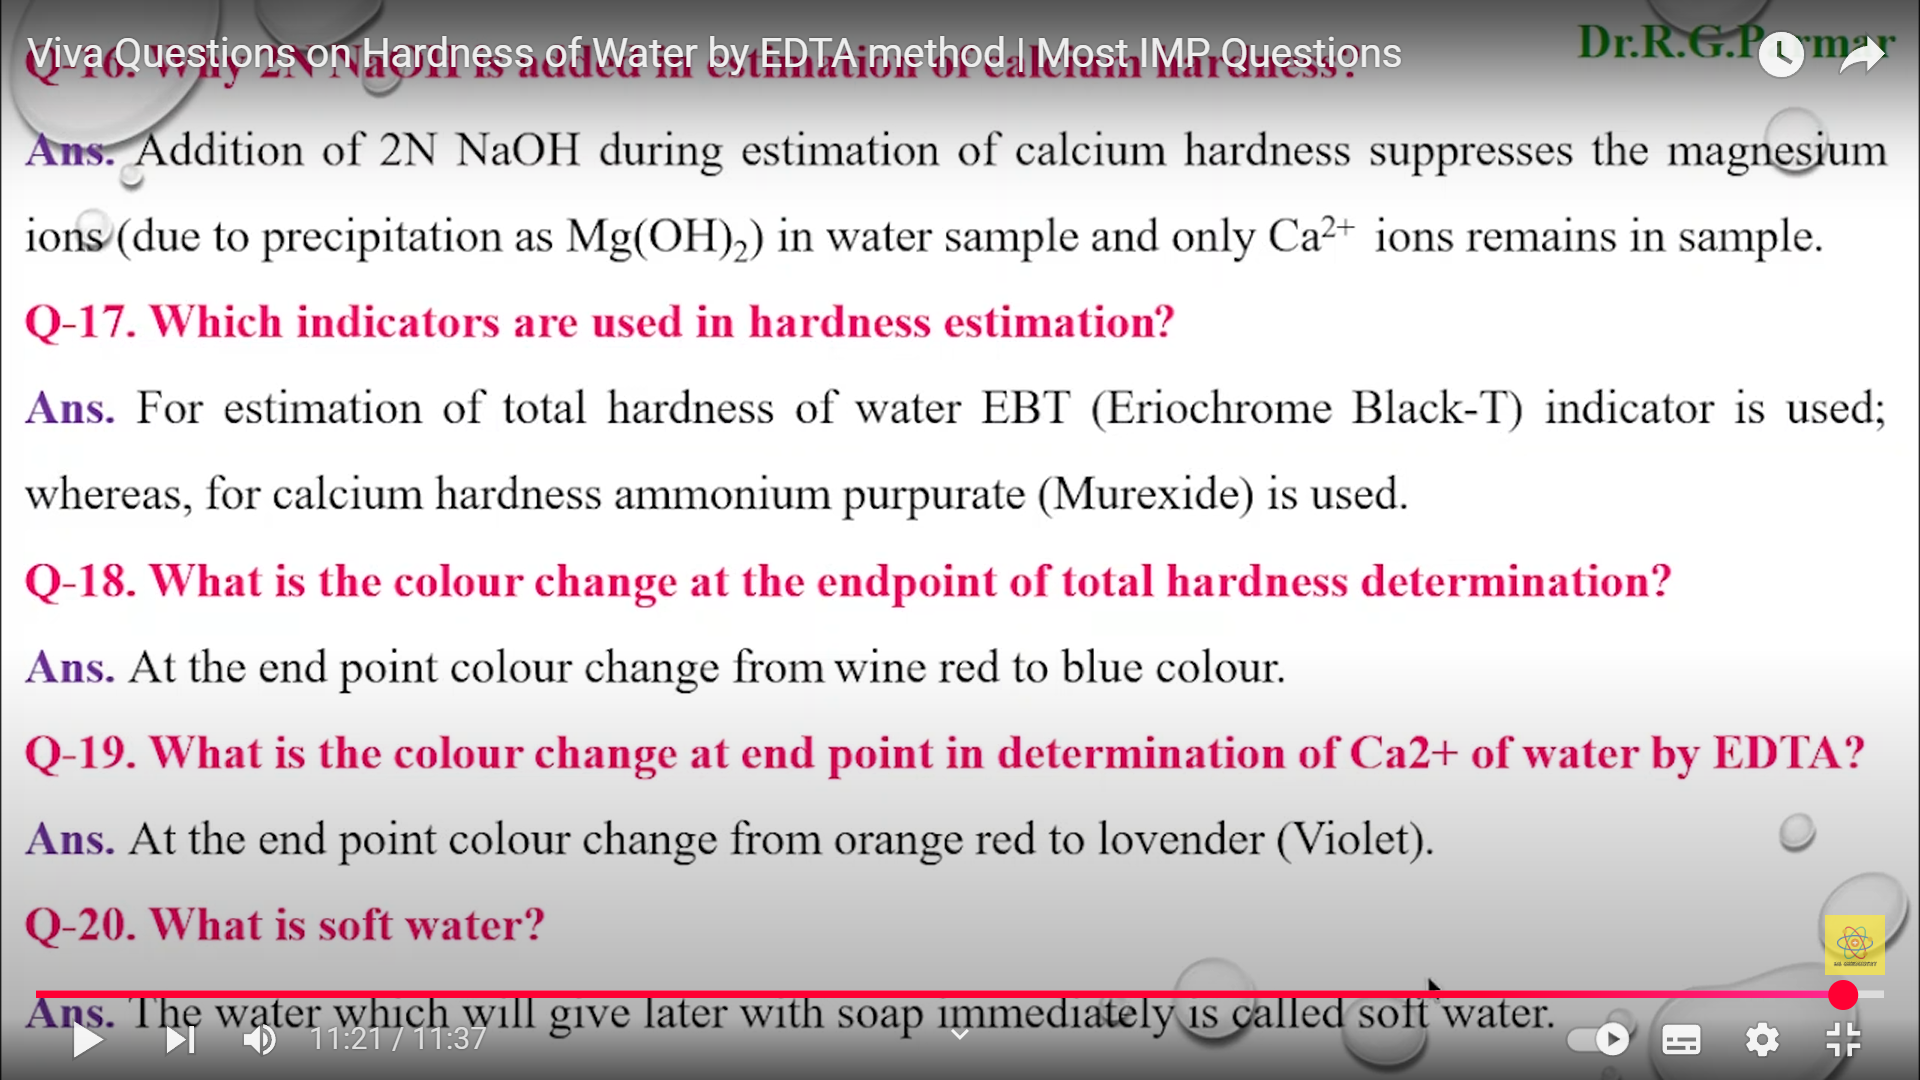 Viva Questions on Hardness of Water by EDTA method | Most IMP Questions
Dr.R.G.Parmar
Q-16. Why 2N NaOH is added in estimation of calcium hardness?
Ans. Addition of 2N NaOH during estimation of calcium hardness suppresses the magnesium
ions (due to precipitation as Mg(OH)₂) in water sample and only Ca²⁺ ions remains in sample.
Q-17. Which indicators are used in hardness estimation?
Ans. For estimation of total hardness of water EBT (Eriochrome Black-T) indicator is used;
whereas, for calcium hardness ammonium purpurate (Murexide) is used.
Q-18. What is the colour change at the endpoint of total hardness determination?
Ans. At the end point colour change from wine red to blue colour.
Q-19. What is the colour change at end point in determination of Ca2+ of water by EDTA?
Ans. At the end point colour change from orange red to lovender (Violet).
Q-20. What is soft water?
Ans. The water which will give later with soap immediately is called soft water.
11:21 / 11:37